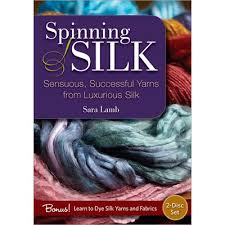 Spinning
SILK
Sensuous, Successful Yarns
from Luxurious Silk
Sara Lamb
Bonus! Learn to Dye Silk Yarns and Fabrics
2-Disc
Set